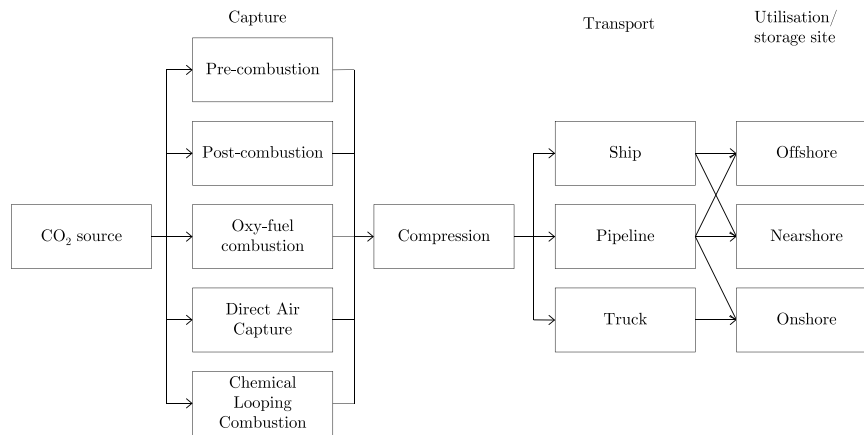 Capture
Transport
Utilisation/
storage site
Pre-combustion
Post-combustion
Ship
Offshore
CO₂ source
Oxy-fuel
combustion
Compression
Pipeline
Nearshore
Direct Air
Capture
Truck
Onshore
Chemical
Looping
Combustion